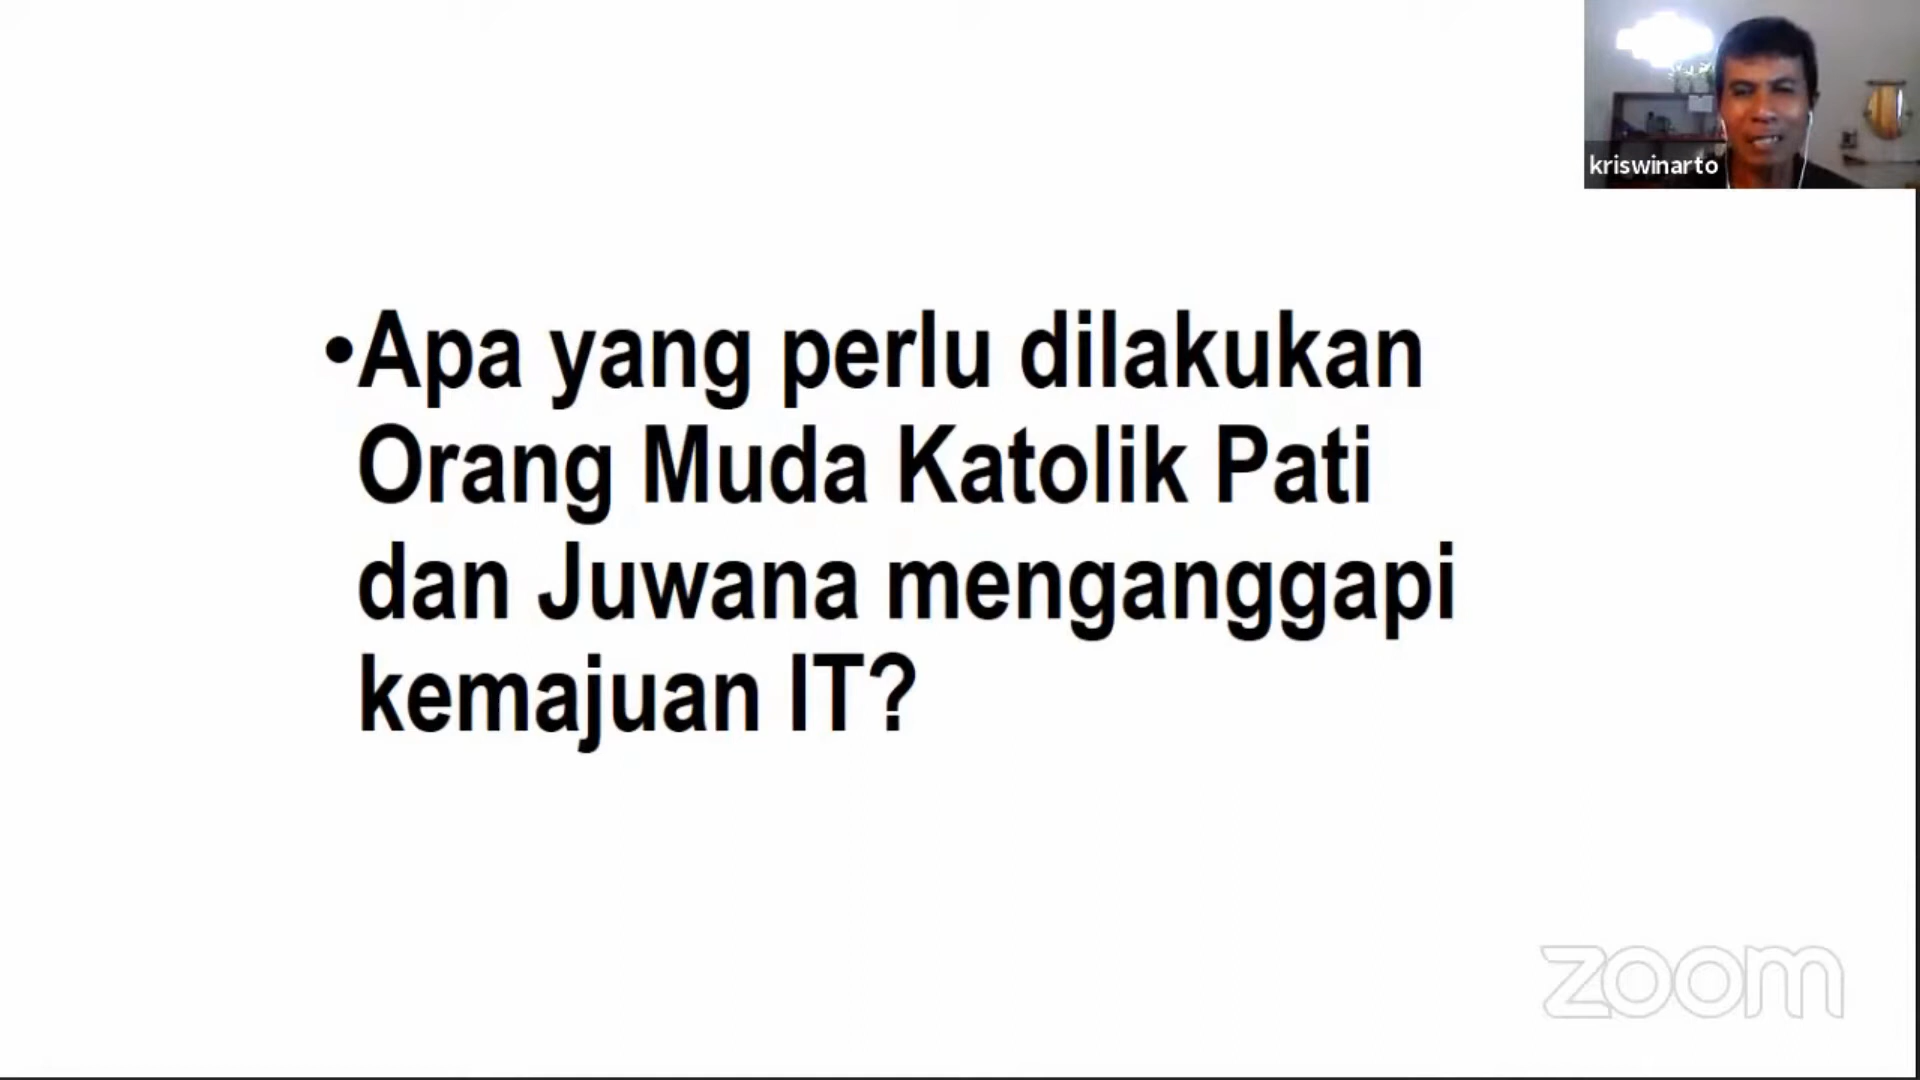 kriswinarto
•Apa yang perlu dilakukan
Orang Muda Katolik Pati
dan Juwana menganggapi
kemajuan IT?
zoom